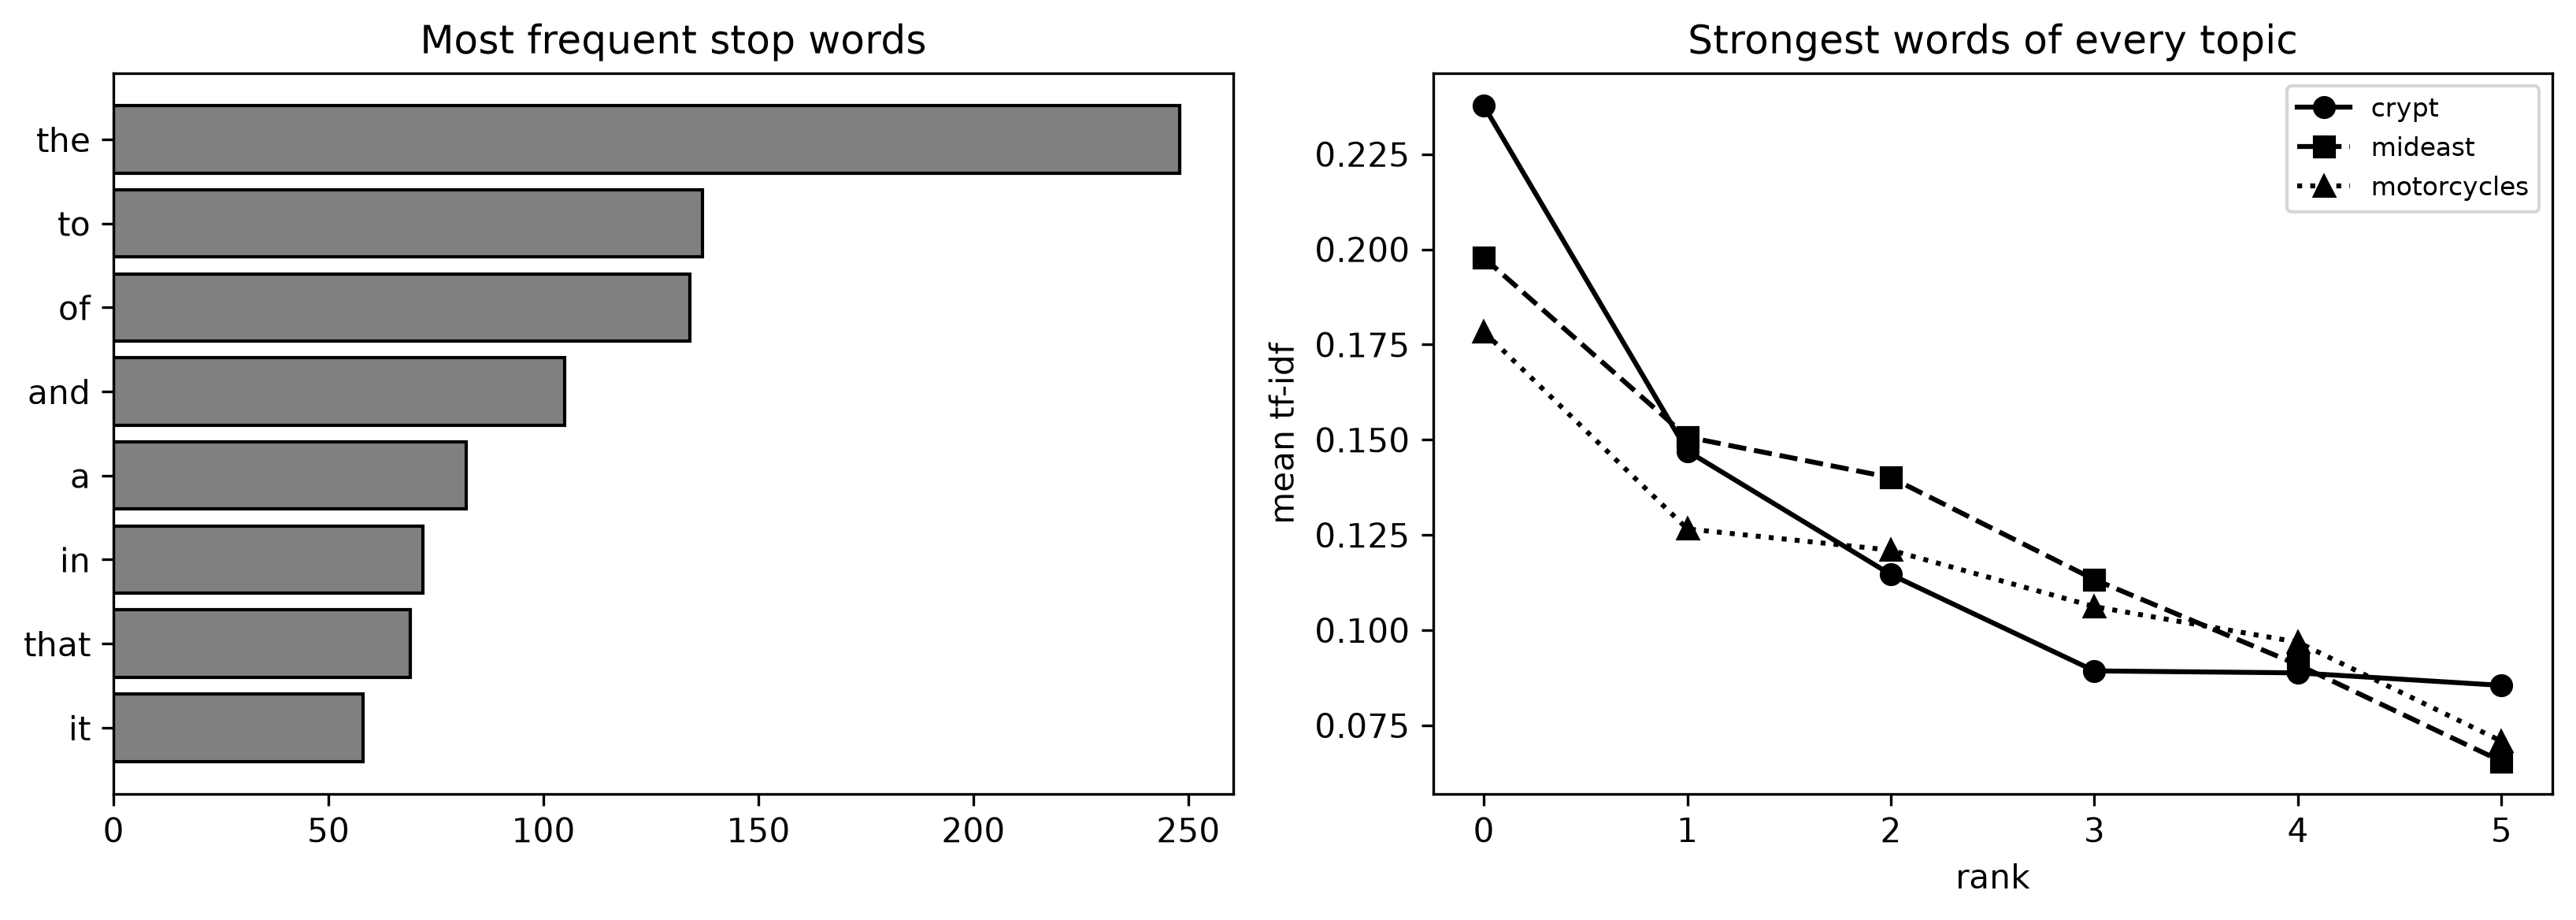 Most frequent stop words
the
to
of
and
a
in
that
it
0 50 100 150 200 250
Strongest words of every topic
crypt
mideast
motorcycles
mean tf-idf
0.225
0.200
0.175
0.150
0.125
0.100
0.075
0 1 2 3 4 5
rank